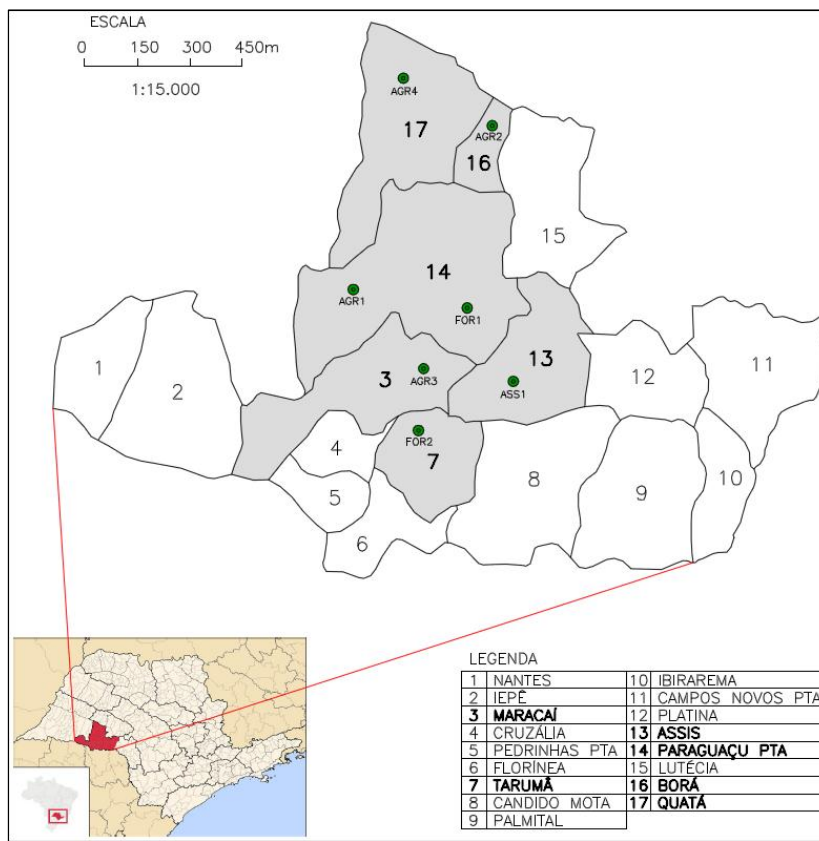 ESCALA
0 150 300 450m
1:15.000
AGR4
17
AGR2
16
15
14
AGR1
FOR1
1
2
3
AGR3
13
ASS1
12
11
4
FOR2
7
5
6
8
9
10
LEGENDA
1 NANTES 10 IBIRAREMA
2 IEPÊ 11 CAMPOS NOVOS PTA
3 MARACAÍ 12 PLATINA
4 CRUZÁLIA 13 ASSIS
5 PEDRINHAS PTA 14 PARAGUAÇU PTA
6 FLORÍNEA 15 LUTÉCIA
7 TARUMÃ 16 BORÁ
8 CANDIDO MOTA 17 QUATÁ
9 PALMITAL